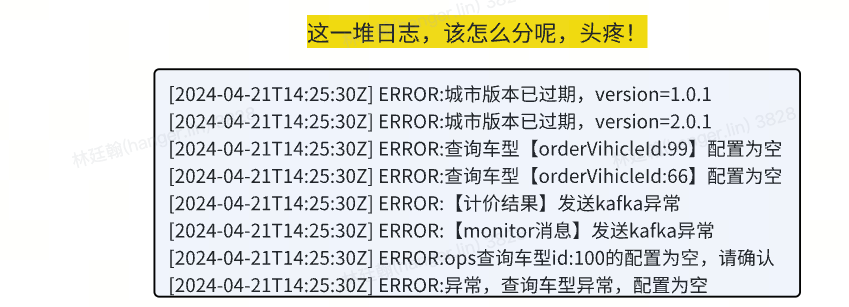 这一堆日志，该怎么分呢，头疼！
[2024-04-21T14:25:30Z] ERROR:城市版本已过期，version=1.0.1
[2024-04-21T14:25:30Z] ERROR:城市版本已过期，version=2.0.1
[2024-04-21T14:25:30Z] ERROR:查询车型【orderVihicleId:99】配置为空
[2024-04-21T14:25:30Z] ERROR:查询车型【orderVihicleId:66】配置为空
[2024-04-21T14:25:30Z] ERROR:【计价结果】发送kafka异常
[2024-04-21T14:25:30Z] ERROR:【monitor消息】发送kafka异常
[2024-04-21T14:25:30Z] ERROR:ops查询车型id:100的配置为空，请确认
[2024-04-21T14:25:30Z] ERROR:异常，查询车型异常，配置为空